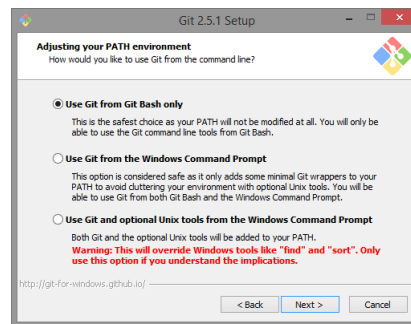 Git 2.5.1 Setup
Adjusting your PATH environment
How would you like to use Git from the command line?
Use Git from Git Bash only
This is the safest choice as your PATH will not be modified at all. You will only be
able to use the Git command line tools from Git Bash.
Use Git from the Windows Command Prompt
This option is considered safe as it only adds some minimal Git wrappers to your
PATH to avoid cluttering your environment with optional Unix tools. You will be
able to use Git from both Git Bash and the Windows Command Prompt.
Use Git and optional Unix tools from the Windows Command Prompt
Both Git and the optional Unix tools will be added to your PATH.
Warning: This will override Windows tools like "find" and "sort". Only
use this option if you understand the implications.
http://git-for-windows.github.io/
< Back Next > Cancel